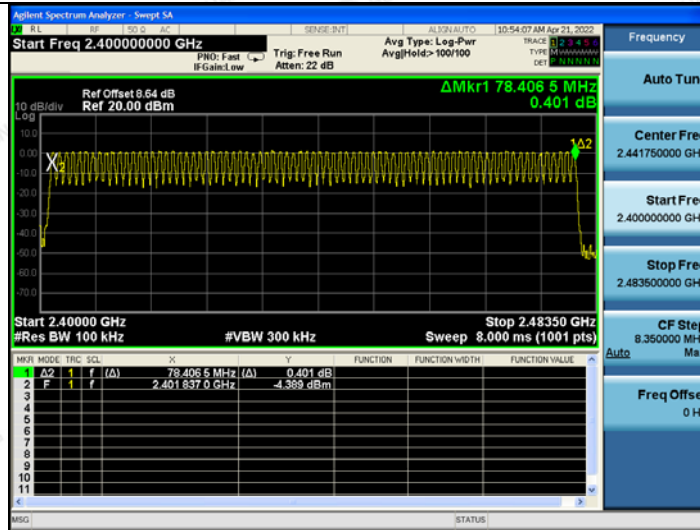 Agilent Spectrum Analyzer - Swept SA
RL RF 50 Ω AC SENSE:INT ALIGN AUTO 10:54:07 AM Apr 21, 2022
Start Freq 2.400000000 GHz
PNO: Fast
IFGain:Low
Trig: Free Run
Atten: 22 dB
Avg Type: Log-Pwr
Avg|Hold:>100/100
TRACE 1 2 3 4 5 6
TYPE M
DET P N N N N N
Ref Offset 8.64 dB
Ref 20.00 dBm
10 dB/div
Log
ΔMkr1 78.406 5 MHz
0.401 dB
10.0
0.00
-10.0
-20.0
-30.0
-40.0
-50.0
-60.0
-70.0
X2
1Δ2
Start 2.40000 GHz Stop 2.48350 GHz
#Res BW 100 kHz #VBW 300 kHz Sweep 8.000 ms (1001 pts)
MKR MODE TRC SCL X Y FUNCTION FUNCTION WIDTH FUNCTION VALUE
1 Δ2 1 f (Δ) 78.406 5 MHz (Δ) 0.401 dB
2 F 1 f 2.401 837 0 GHz -4.389 dBm
3
4
5
6
7
8
9
10
11
MSG STATUS
Frequency
Auto Tun
Center Fre
2.441750000 GH
Start Fre
2.400000000 GH
Stop Fre
2.483500000 GH
CF Step
8.350000 MH
Auto Ma
Freq Offse
0 H